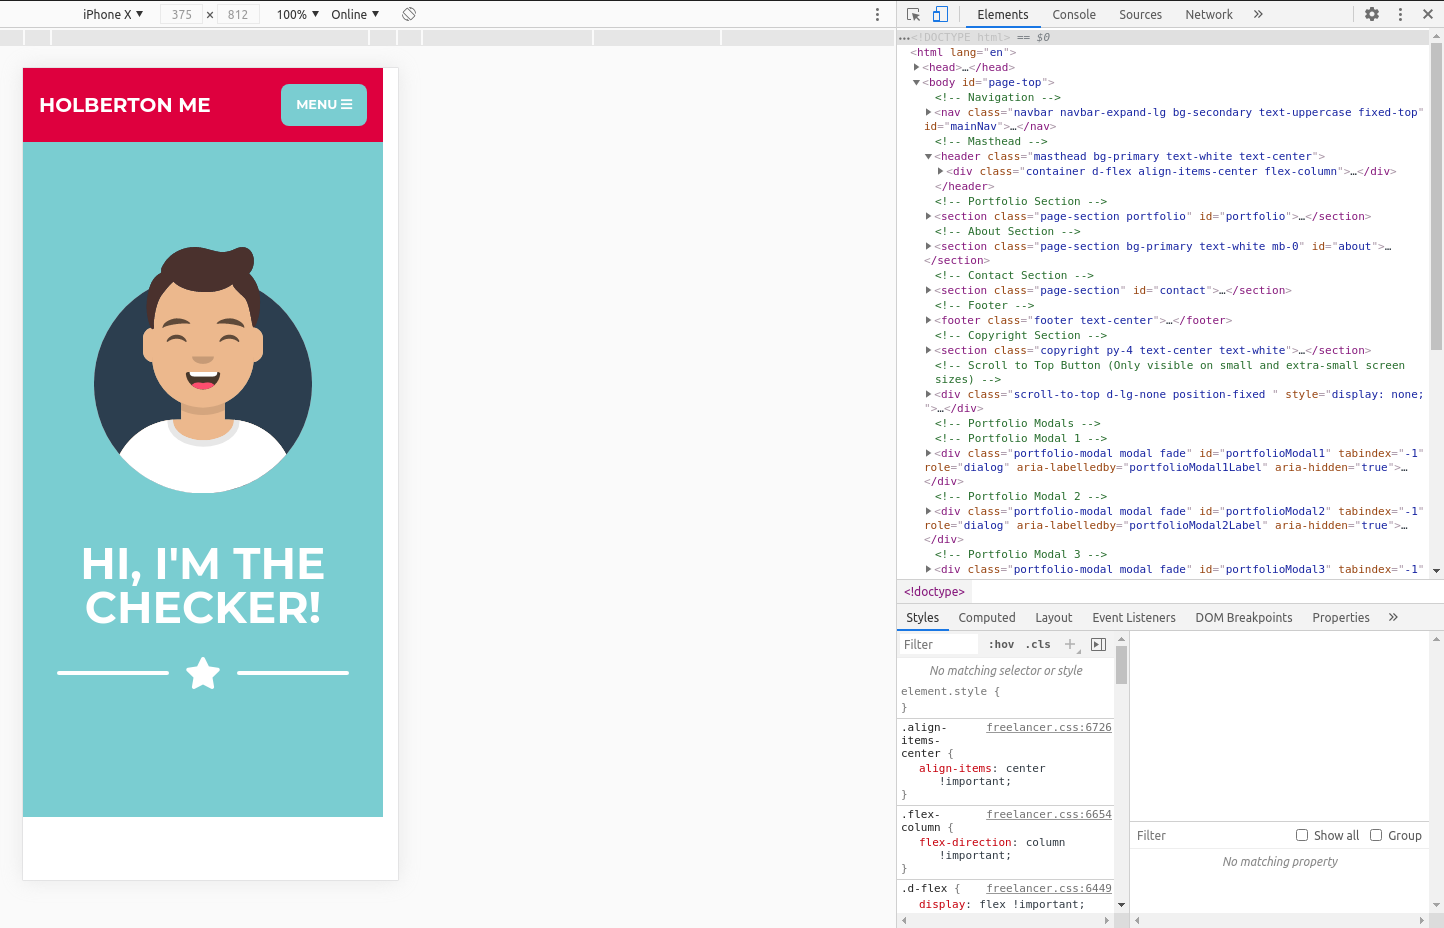 iPhone X 375 × 812 100% Online
Elements Console Sources Network »
HOLBERTON ME
MENU
HI, I'M THE
CHECKER!
…<!DOCTYPE html> == $0
<html lang="en">
<head>…</head>
<body id="page-top">
<!-- Navigation -->
<nav class="navbar navbar-expand-lg bg-secondary text-uppercase fixed-top"
id="mainNav">…</nav>
<!-- Masthead -->
<header class="masthead bg-primary text-white text-center">
<div class="container d-flex align-items-center flex-column">…</div>
</header>
<!-- Portfolio Section -->
<section class="page-section portfolio" id="portfolio">…</section>
<!-- About Section -->
<section class="page-section bg-primary text-white mb-0" id="about">…
</section>
<!-- Contact Section -->
<section class="page-section" id="contact">…</section>
<!-- Footer -->
<footer class="footer text-center">…</footer>
<!-- Copyright Section -->
<section class="copyright py-4 text-center text-white">…</section>
<!-- Scroll to Top Button (Only visible on small and extra-small screen
sizes) -->
<div class="scroll-to-top d-lg-none position-fixed " style="display: none;
">…</div>
<!-- Portfolio Modals -->
<!-- Portfolio Modal 1 -->
<div class="portfolio-modal modal fade" id="portfolioModal1" tabindex="-1"
role="dialog" aria-labelledby="portfolioModal1Label" aria-hidden="true">…
</div>
<!-- Portfolio Modal 2 -->
<div class="portfolio-modal modal fade" id="portfolioModal2" tabindex="-1"
role="dialog" aria-labelledby="portfolioModal2Label" aria-hidden="true">…
</div>
<!-- Portfolio Modal 3 -->
<div class="portfolio-modal modal fade" id="portfolioModal3" tabindex="-1"
<!doctype>
Styles Computed Layout Event Listeners DOM Breakpoints Properties »
Filter :hov .cls +
No matching selector or style
element.style {
}
.align- freelancer.css:6726
items-
center {
align-items: center
!important;
}
.flex- freelancer.css:6654
column {
flex-direction: column
!important;
}
.d-flex { freelancer.css:6449
display: flex !important;
Filter Show all Group
No matching property